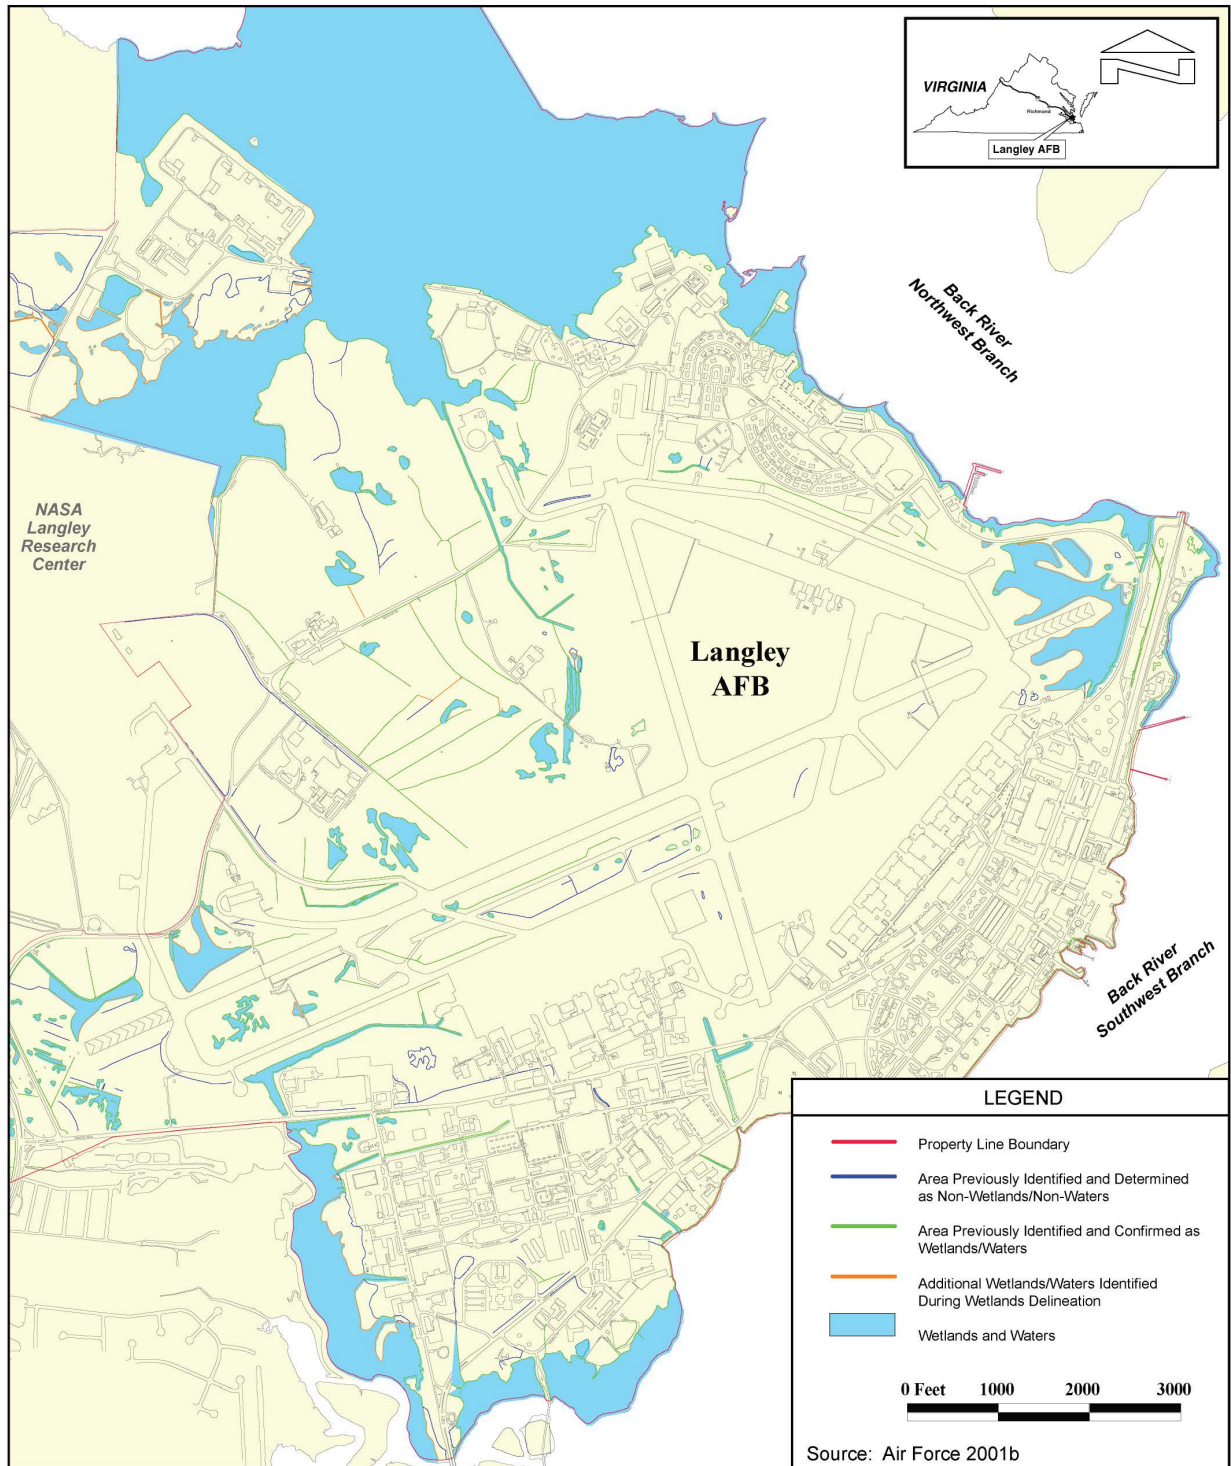 VIRGINIA
Richmond
Langley AFB
Back River
Northwest Branch
NASA
Langley
Research
Center
Langley
AFB
Back River
Southwest Branch
LEGEND
Property Line Boundary
Area Previously Identified and Determined
as Non-Wetlands/Non-Waters
Area Previously Identified and Confirmed as
Wetlands/Waters
Additional Wetlands/Waters Identified
During Wetlands Delineation
Wetlands and Waters
0 Feet 1000 2000 3000
Source: Air Force 2001b